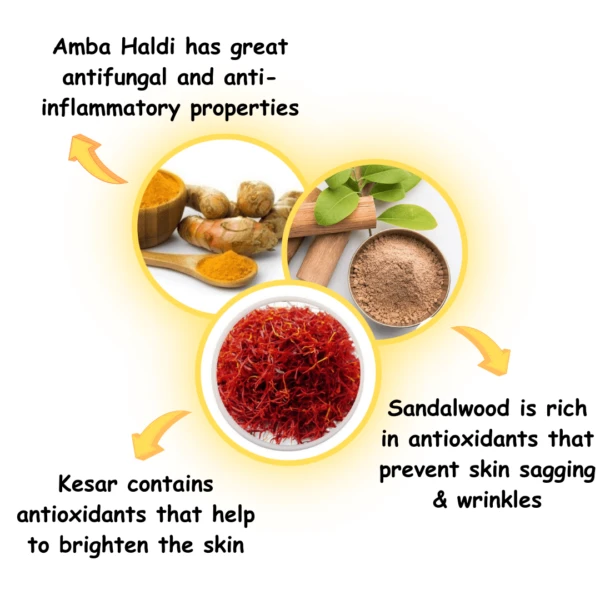 Amba Haldi has great
antifungal and anti-
inflammatory properties
Sandalwood is rich
in antioxidants that
prevent skin sagging
& wrinkles
Kesar contains
antioxidants that help
to brighten the skin